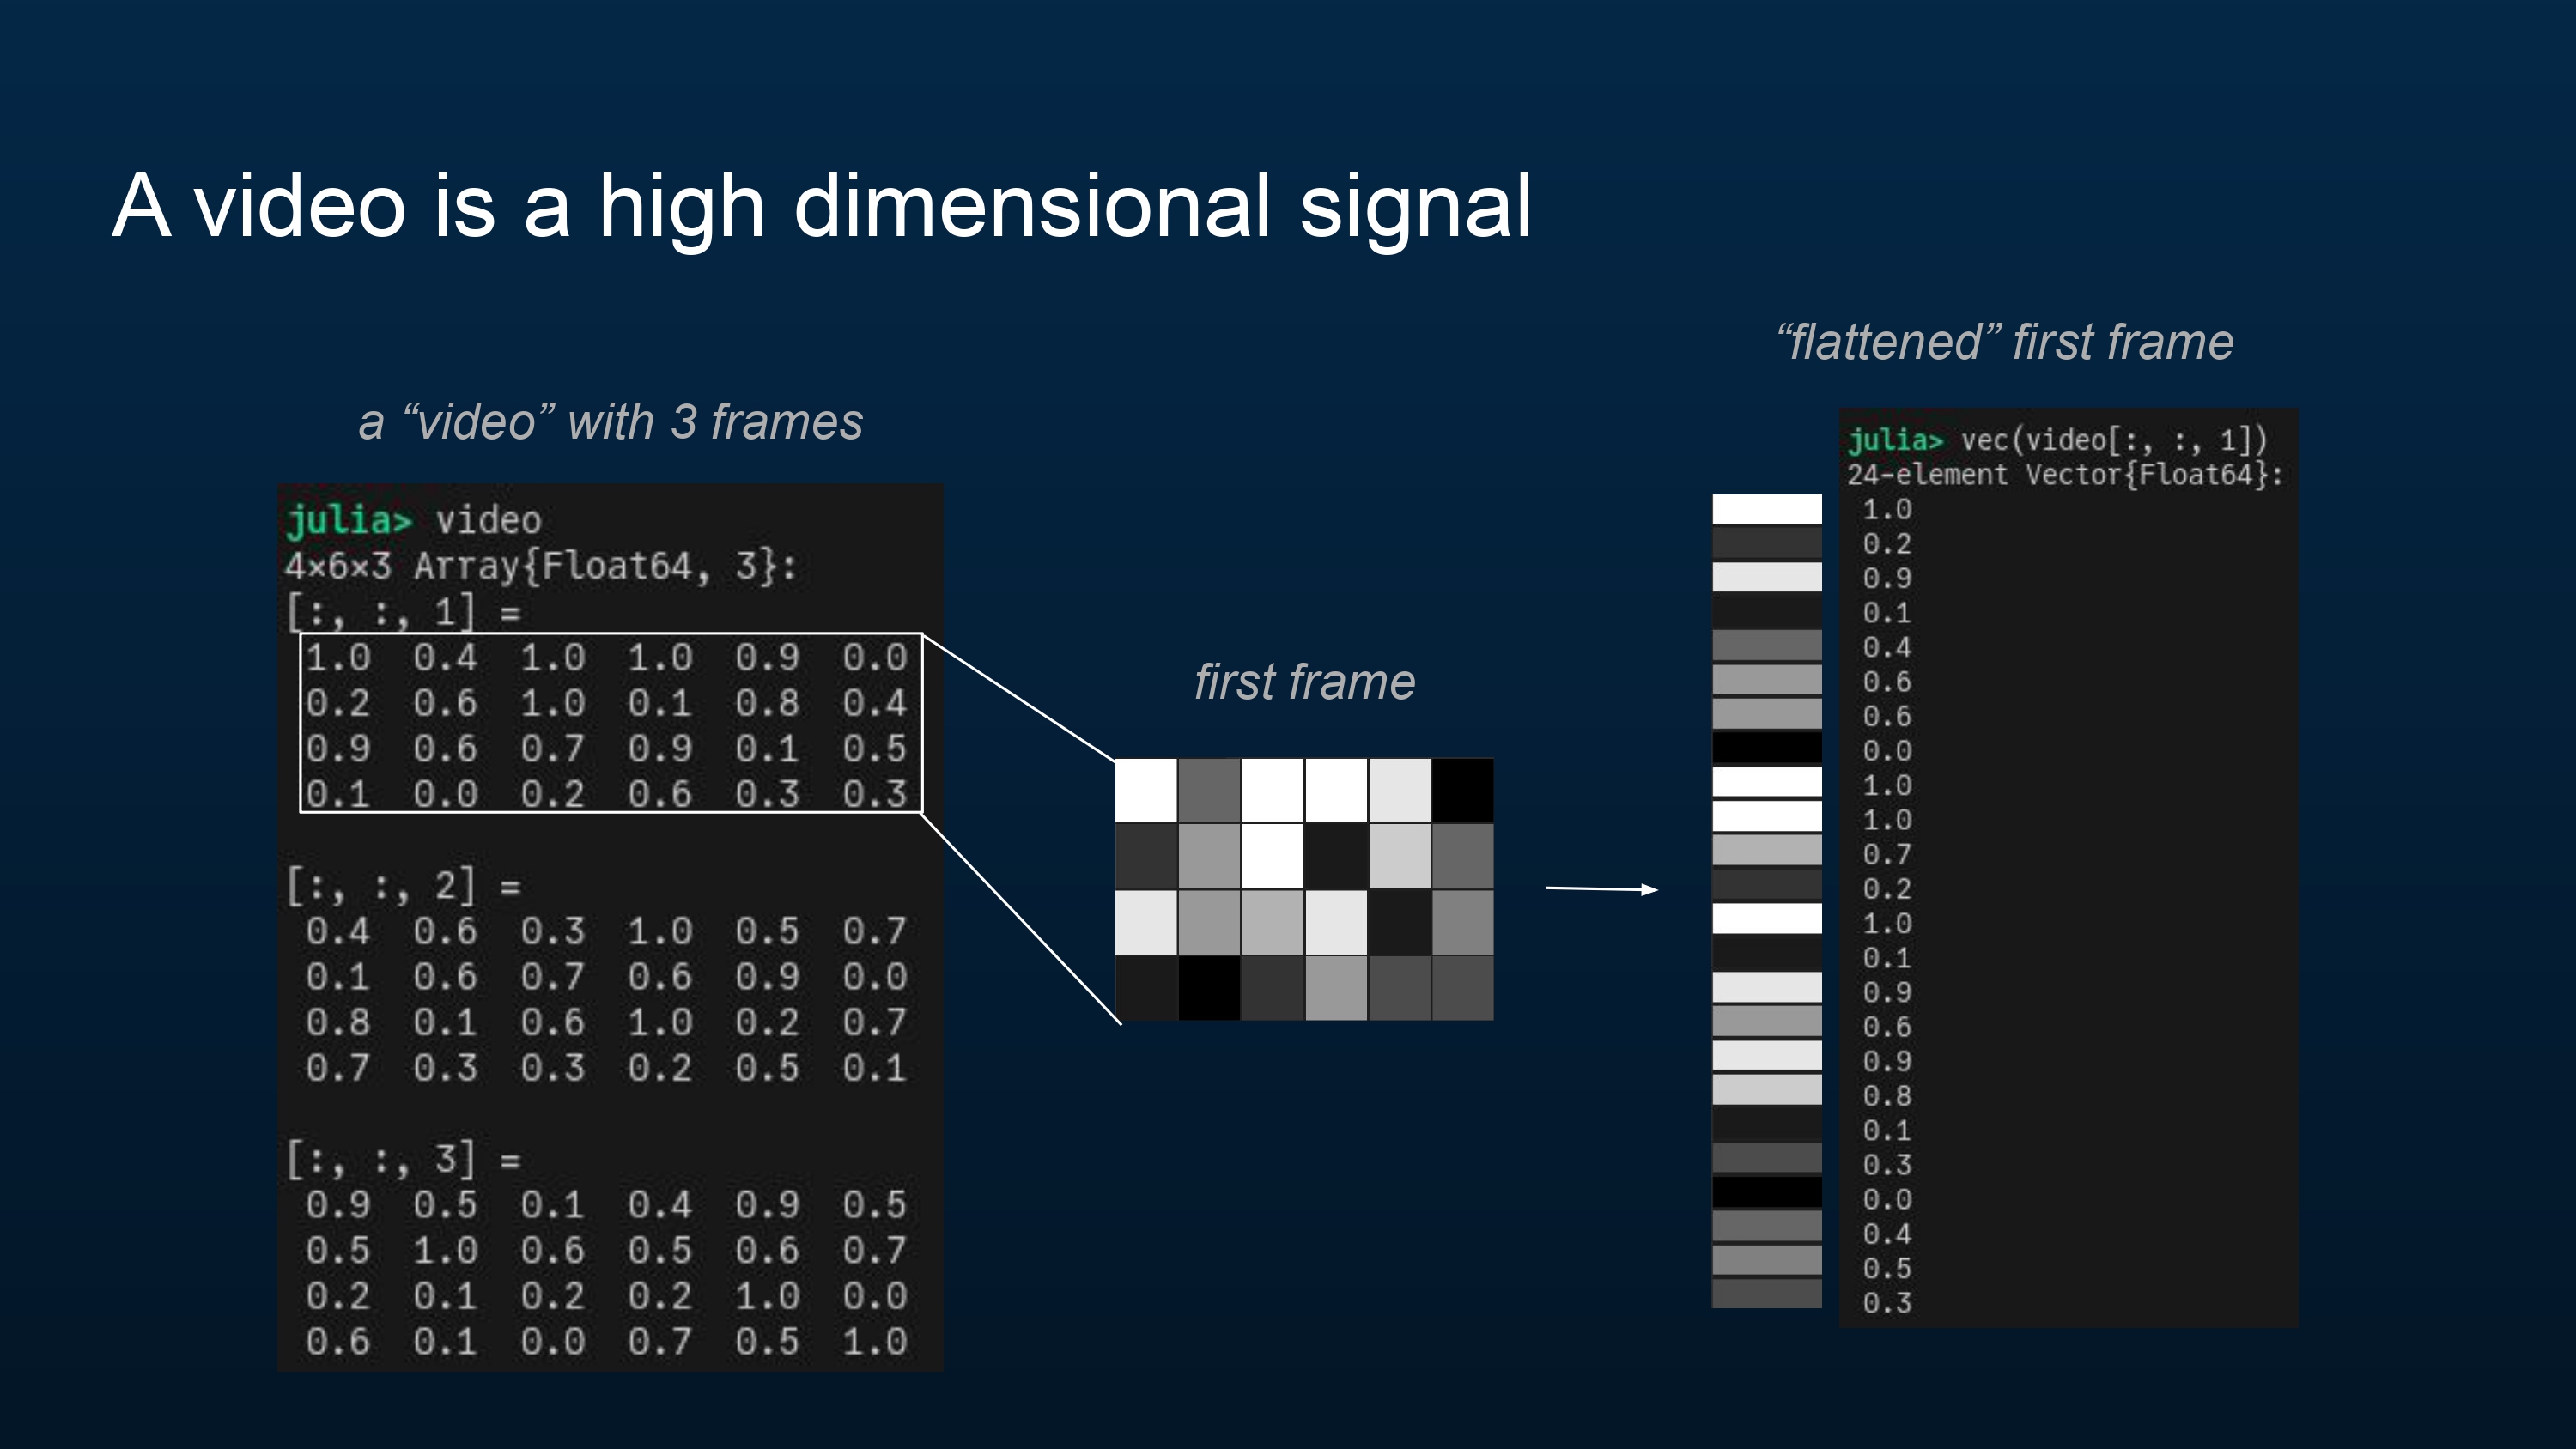 A video is a high dimensional signal
a “video” with 3 frames
julia> video
4×6×3 Array{Float64, 3}:
[:, :, 1] =
1.0 0.4 1.0 1.0 0.9 0.0
0.2 0.6 1.0 0.1 0.8 0.4
0.9 0.6 0.7 0.9 0.1 0.5
0.1 0.0 0.2 0.6 0.3 0.3
[:, :, 2] =
0.4 0.6 0.3 1.0 0.5 0.7
0.1 0.6 0.7 0.6 0.9 0.0
0.8 0.1 0.6 1.0 0.2 0.7
0.7 0.3 0.3 0.2 0.5 0.1
[:, :, 3] =
0.9 0.5 0.1 0.4 0.9 0.5
0.5 1.0 0.6 0.5 0.6 0.7
0.2 0.1 0.2 0.2 1.0 0.0
0.6 0.1 0.0 0.7 0.5 1.0
first frame
“flattened” first frame
julia> vec(video[:, :, 1])
24-element Vector{Float64}:
1.0
0.2
0.9
0.1
0.4
0.6
0.6
0.0
1.0
1.0
0.7
0.2
1.0
0.1
0.9
0.6
0.9
0.8
0.1
0.3
0.0
0.4
0.5
0.3